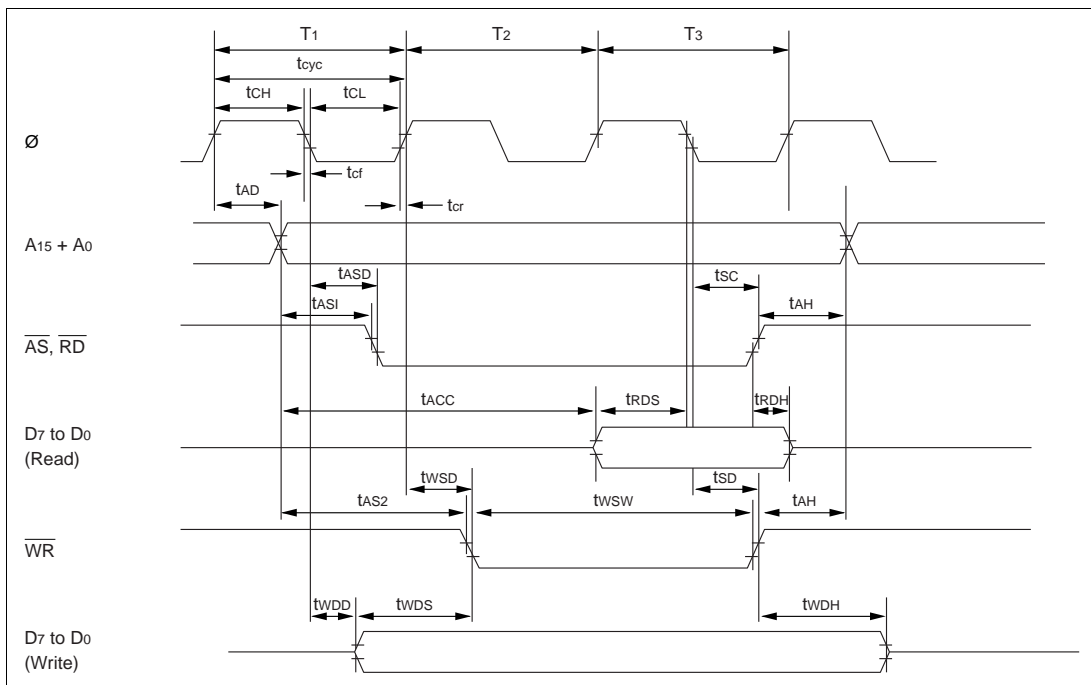 T1 T2 T3
tcyc
tCH tCL
Ø
tcf
tAD tcr
A15 + A0
tASD tSC
tASI tAH
AS, RD
tACC tRDS tRDH
D7 to D0
(Read)
tWSD tSD
tAS2 tWSW tAH
WR
tWDD tWDS tWDH
D7 to D0
(Write)